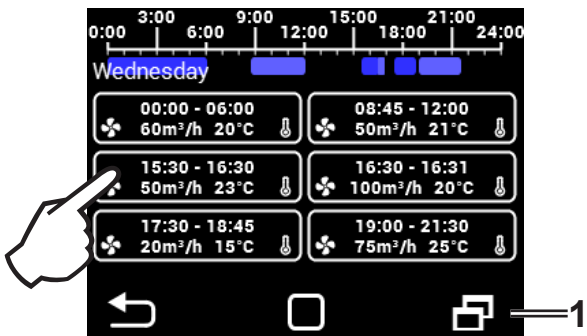 3:00 9:00 15:00 21:00
0:00 6:00 12:00 18:00 24:00
Wednesday
00:00 - 06:00
60m³/h 20°C
08:45 - 12:00
50m³/h 21°C
15:30 - 16:30
50m³/h 23°C
16:30 - 16:31
100m³/h 20°C
17:30 - 18:45
20m³/h 15°C
19:00 - 21:30
75m³/h 25°C
1